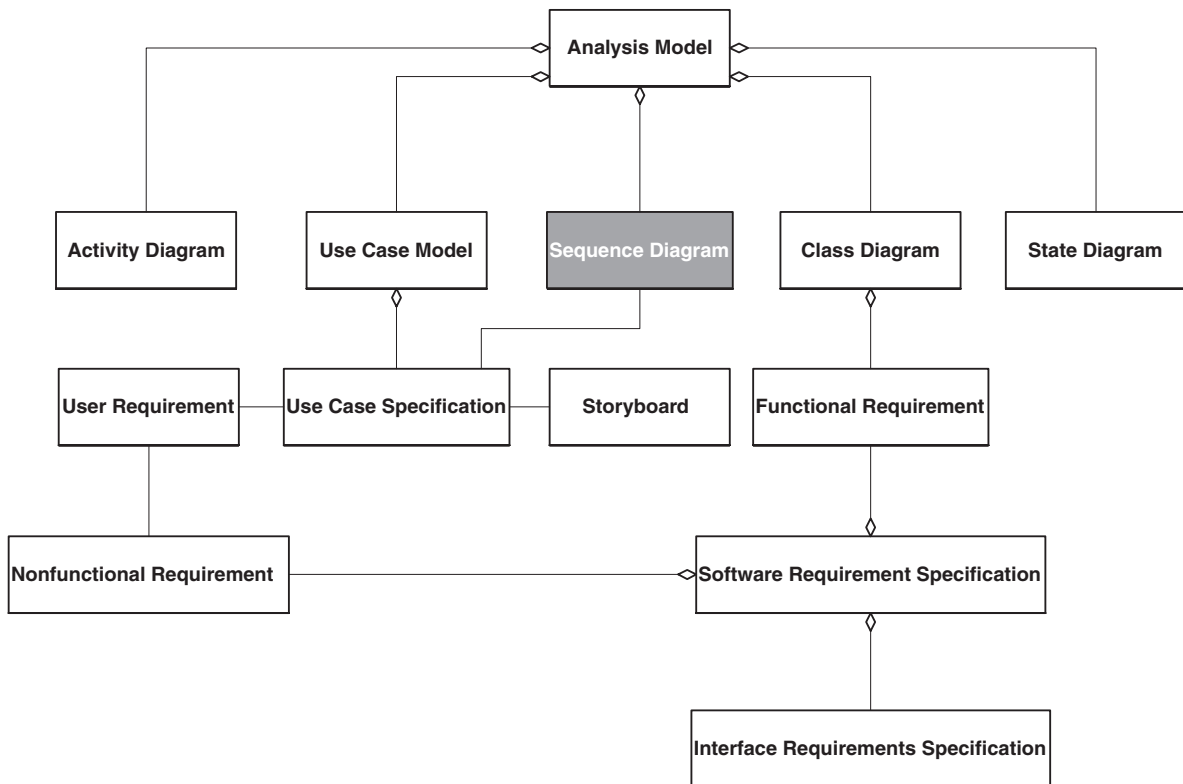 Analysis Model
Activity Diagram
Use Case Model
Sequence Diagram
Class Diagram
State Diagram
User Requirement
Use Case Specification
Storyboard
Functional Requirement
Nonfunctional Requirement
Software Requirement Specification
Interface Requirements Specification